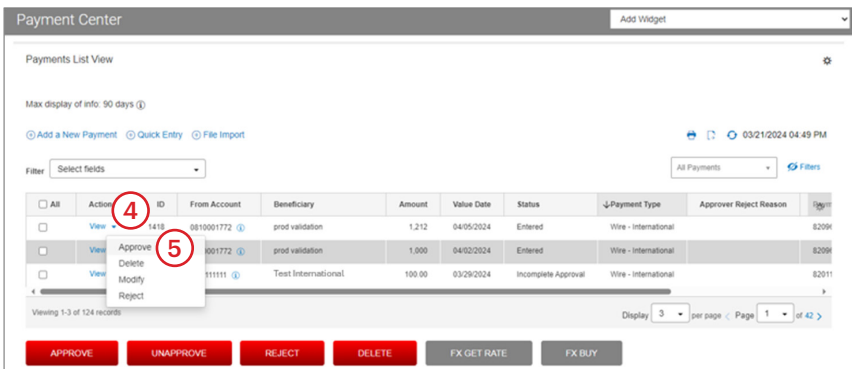 Payment Center
Add Widget
Payments List View
Max display of info: 90 days
Add a New Payment Quick Entry File Import
03/21/2024 04:49 PM
Filter Select fields
All Payments Filters
All Action ID From Account Beneficiary Amount Value Date Status Payment Type Approver Reject Reason
4
View 1418 0810001772 prod validation 1,212 04/05/2024 Entered Wire - International 82090
View 001772 prod validation 1,000 04/02/2024 Entered Wire - International 82090
View 111111 Test International 100.00 03/29/2024 Incomplete Approval Wire - International 82011
Approve 5
Delete
Modify
Reject
Viewing 1-3 of 124 records
Display 3 per page Page 1 of 42
APPROVE UNAPPROVE REJECT DELETE FX GET RATE FX BUY